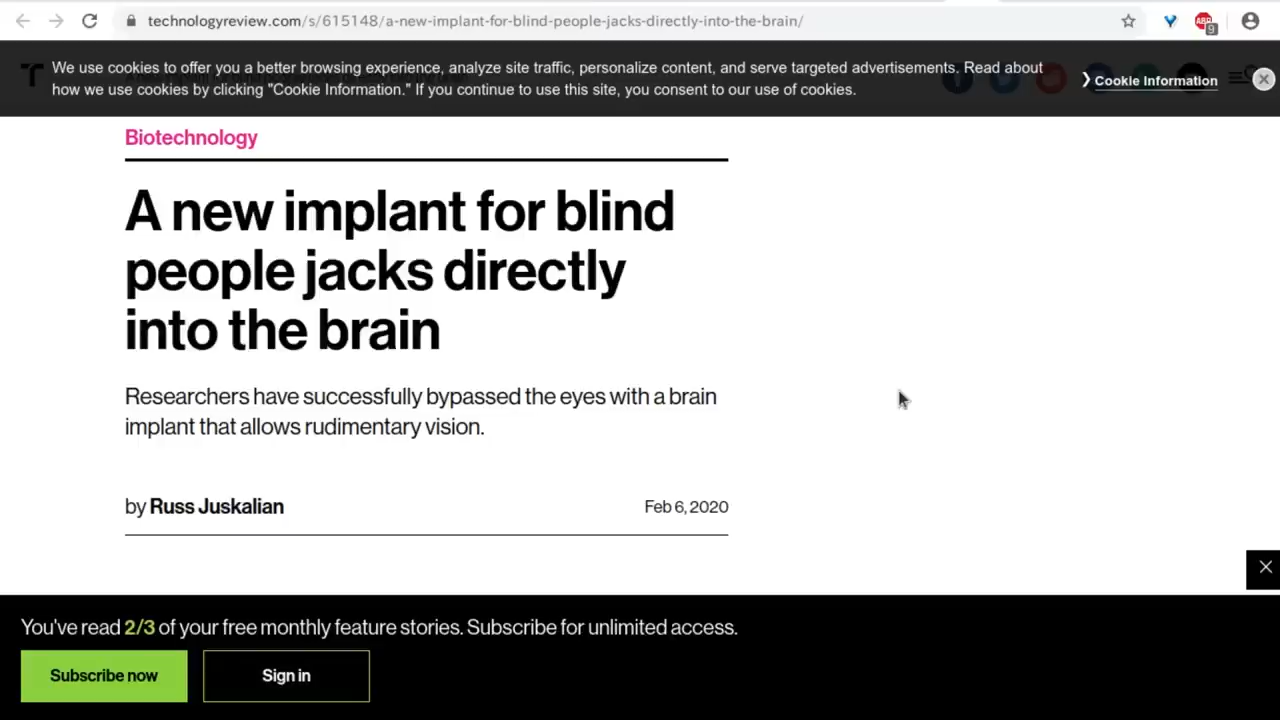 technologyreview.com/s/615148/a-new-implant-for-blind-people-jacks-directly-into-the-brain/
ABP
9
We use cookies to offer you a better browsing experience, analyze site traffic, personalize content, and serve targeted advertisements. Read about
how we use cookies by clicking "Cookie Information." If you continue to use this site, you consent to our use of cookies.
❯ Cookie Information
Biotechnology
A new implant for blind
people jacks directly
into the brain
Researchers have successfully bypassed the eyes with a brain
implant that allows rudimentary vision.
by Russ Juskalian
Feb 6, 2020
You've read 2/3 of your free monthly feature stories. Subscribe for unlimited access.
Subscribe now
Sign in